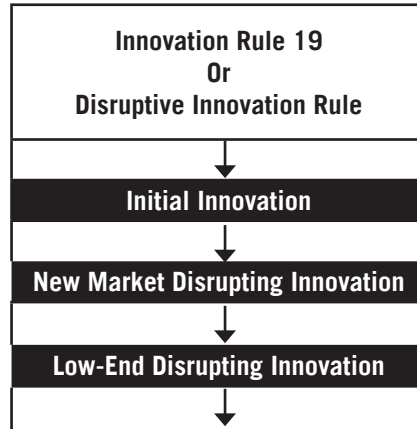 Innovation Rule 19
Or
Disruptive Innovation Rule
Initial Innovation
New Market Disrupting Innovation
Low-End Disrupting Innovation